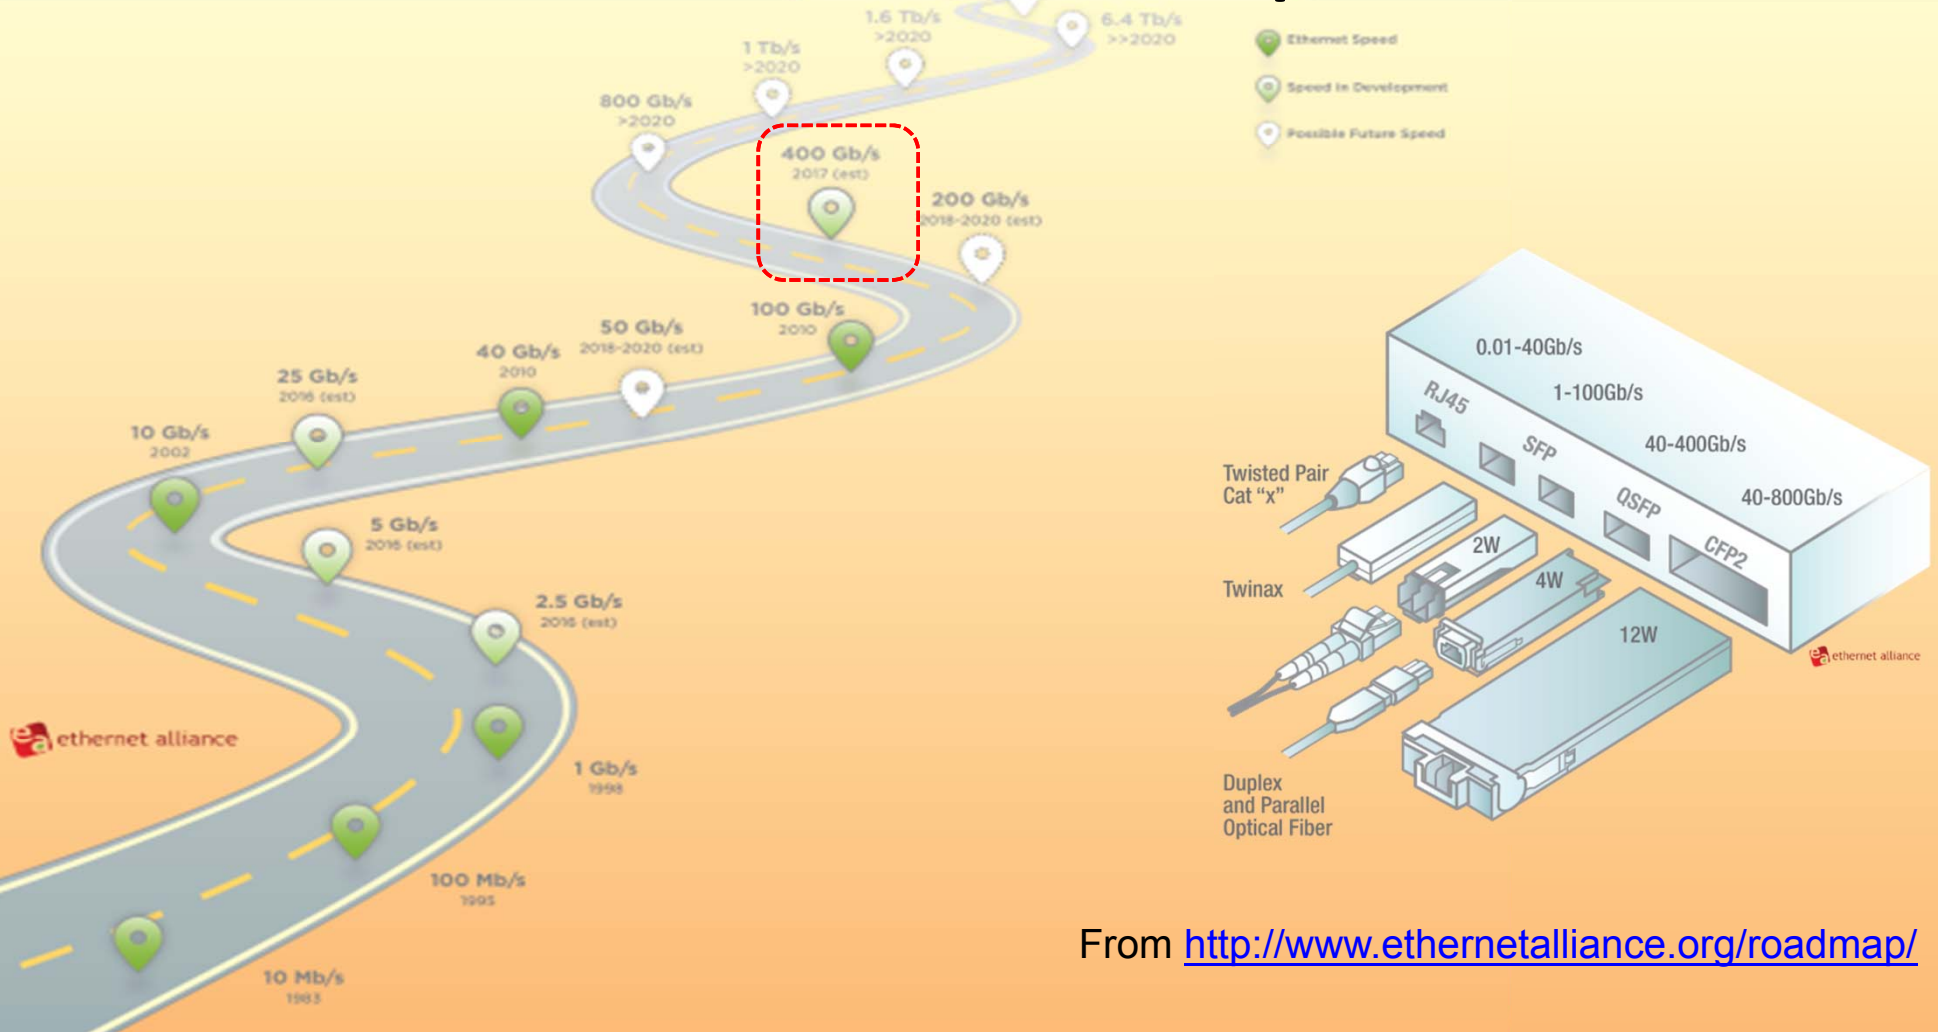 1.6 Tb/s
>2020
6.4 Tb/s
>>2020
1 Tb/s
>2020
800 Gb/s
>2020
400 Gb/s
2017 (est)
200 Gb/s
2018-2020 (est)
100 Gb/s
2010
50 Gb/s
2018-2020 (est)
40 Gb/s
2010
25 Gb/s
2016 (est)
10 Gb/s
2002
5 Gb/s
2016 (est)
2.5 Gb/s
2016 (est)
1 Gb/s
1998
100 Mb/s
1995
10 Mb/s
1983
ea ethernet alliance
Ethernet Speed
Speed In Development
Possible Future Speed
0.01-40Gb/s
1-100Gb/s
40-400Gb/s
40-800Gb/s
RJ45
SFP
QSFP
CFP2
Twisted Pair
Cat “x”
Twinax
2W
4W
12W
Duplex
and Parallel
Optical Fiber
ea ethernet alliance
From http://www.ethernetalliance.org/roadmap/